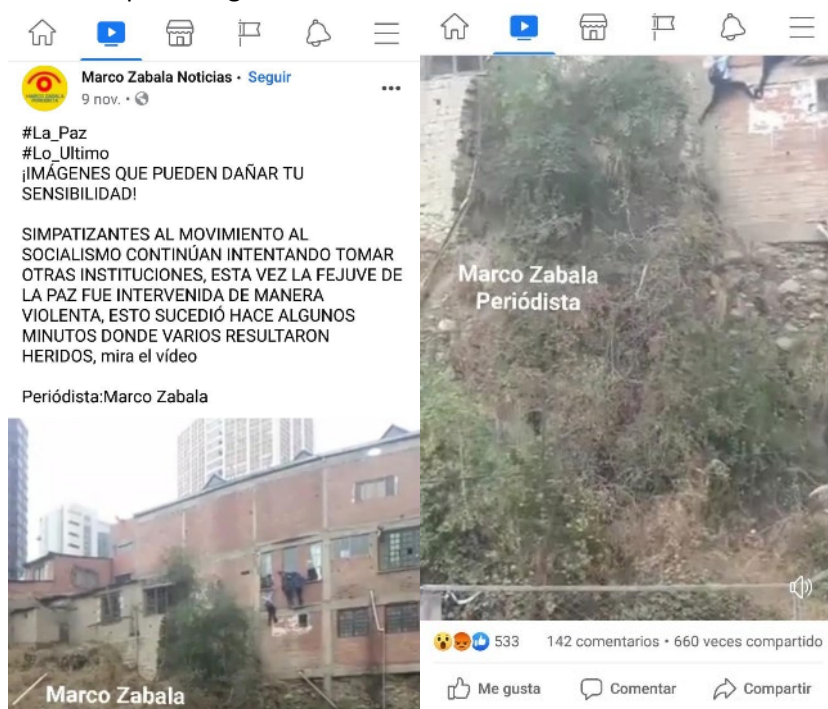 Marco Zabala Noticias • Seguir
9 nov. •
#La_Paz
#Lo_Ultimo
¡IMÁGENES QUE PUEDEN DAÑAR TU
SENSIBILIDAD!
SIMPATIZANTES AL MOVIMIENTO AL
SOCIALISMO CONTINÚAN INTENTANDO TOMAR
OTRAS INSTITUCIONES, ESTA VEZ LA FEJUVE DE
LA PAZ FUE INTERVENIDA DE MANERA
VIOLENTA, ESTO SUCEDIÓ HACE ALGUNOS
MINUTOS DONDE VARIOS RESULTARON
HERIDOS, mira el vídeo
Periódista:Marco Zabala
Marco Zabala
Marco Zabala
Periódista
533 142 comentarios • 660 veces compartido
Me gusta Comentar Compartir